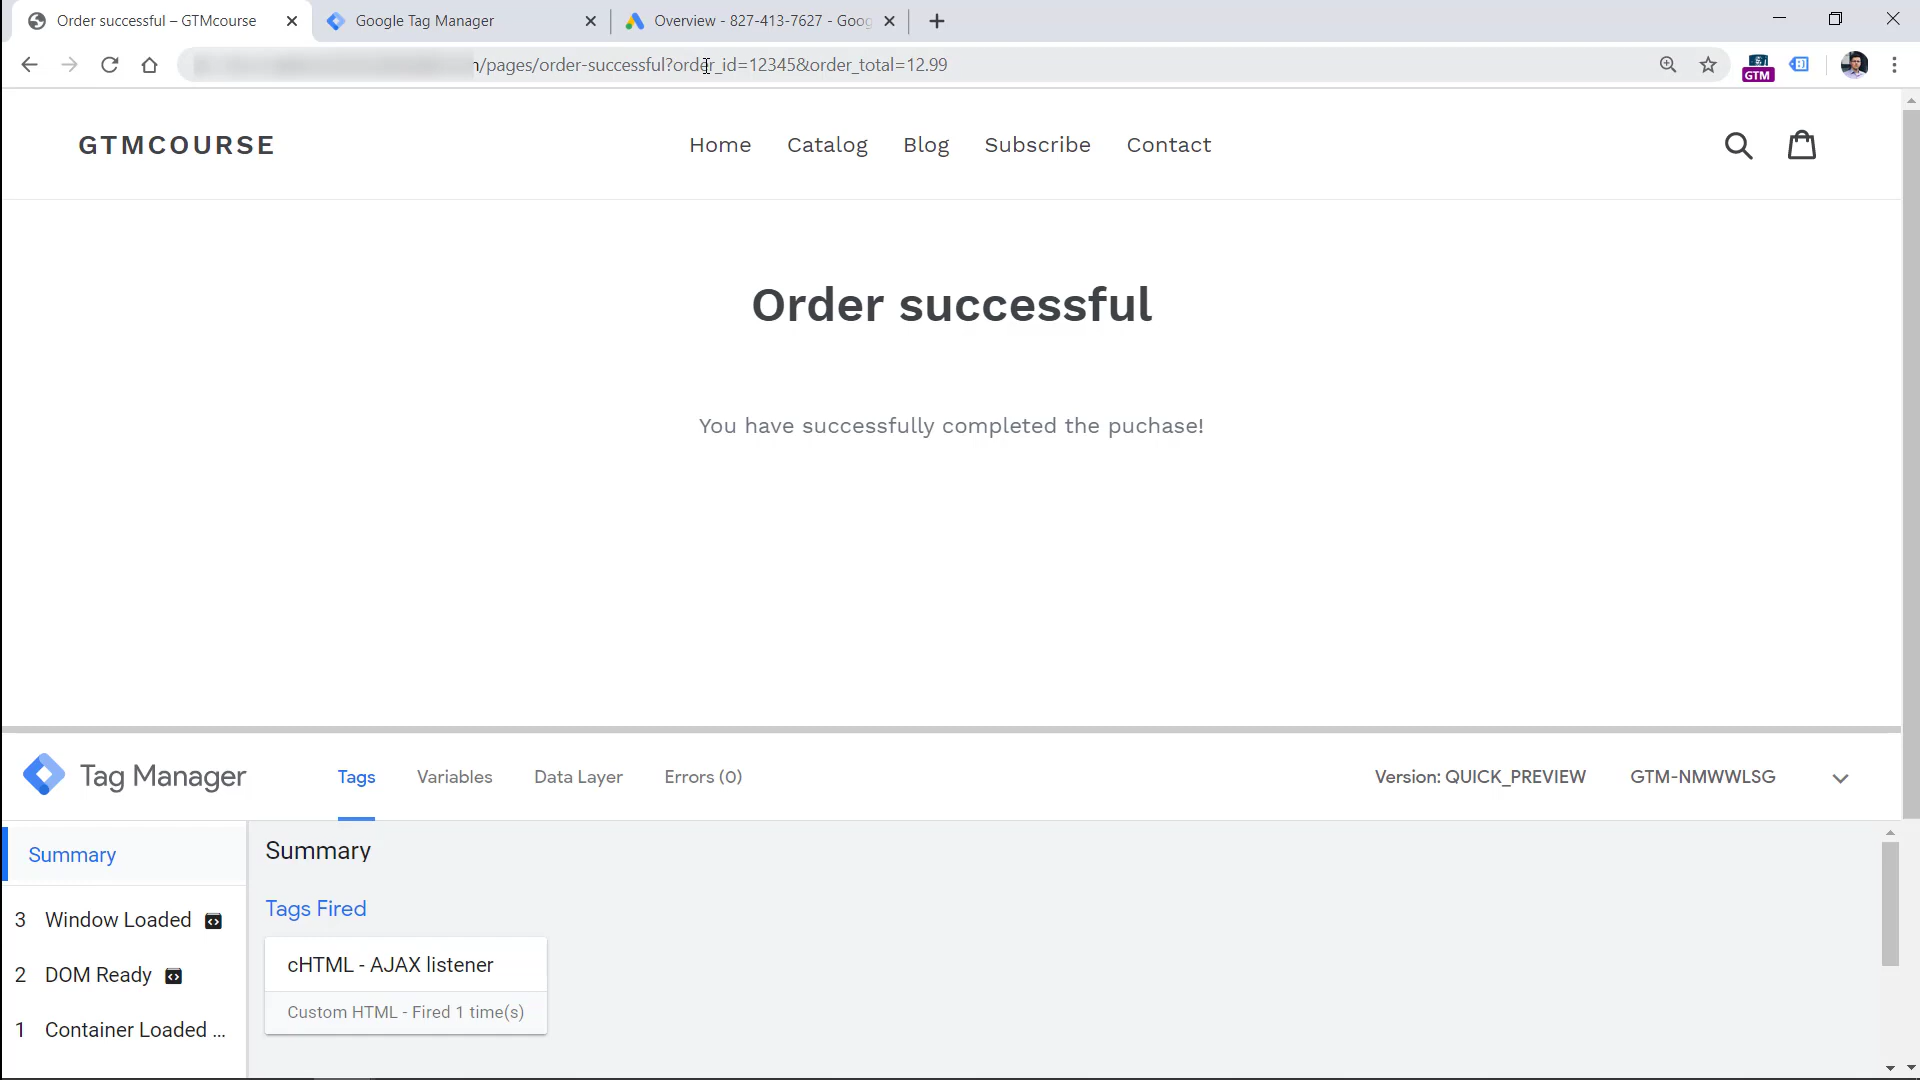 Order successful – GTMcourse
Google Tag Manager
Overview - 827-413-7627 - Goog
/pages/order-successful?order_id=12345&order_total=12.99
GTM
GTMCOURSE
Home
Catalog
Blog
Subscribe
Contact
Order successful
You have successfully completed the puchase!
Tag Manager
Tags
Variables
Data Layer
Errors (0)
Version: QUICK_PREVIEW
GTM-NMWWLSG
Summary
3 Window Loaded
2 DOM Ready
1 Container Loaded ...
Summary
Tags Fired
cHTML - AJAX listener
Custom HTML - Fired 1 time(s)